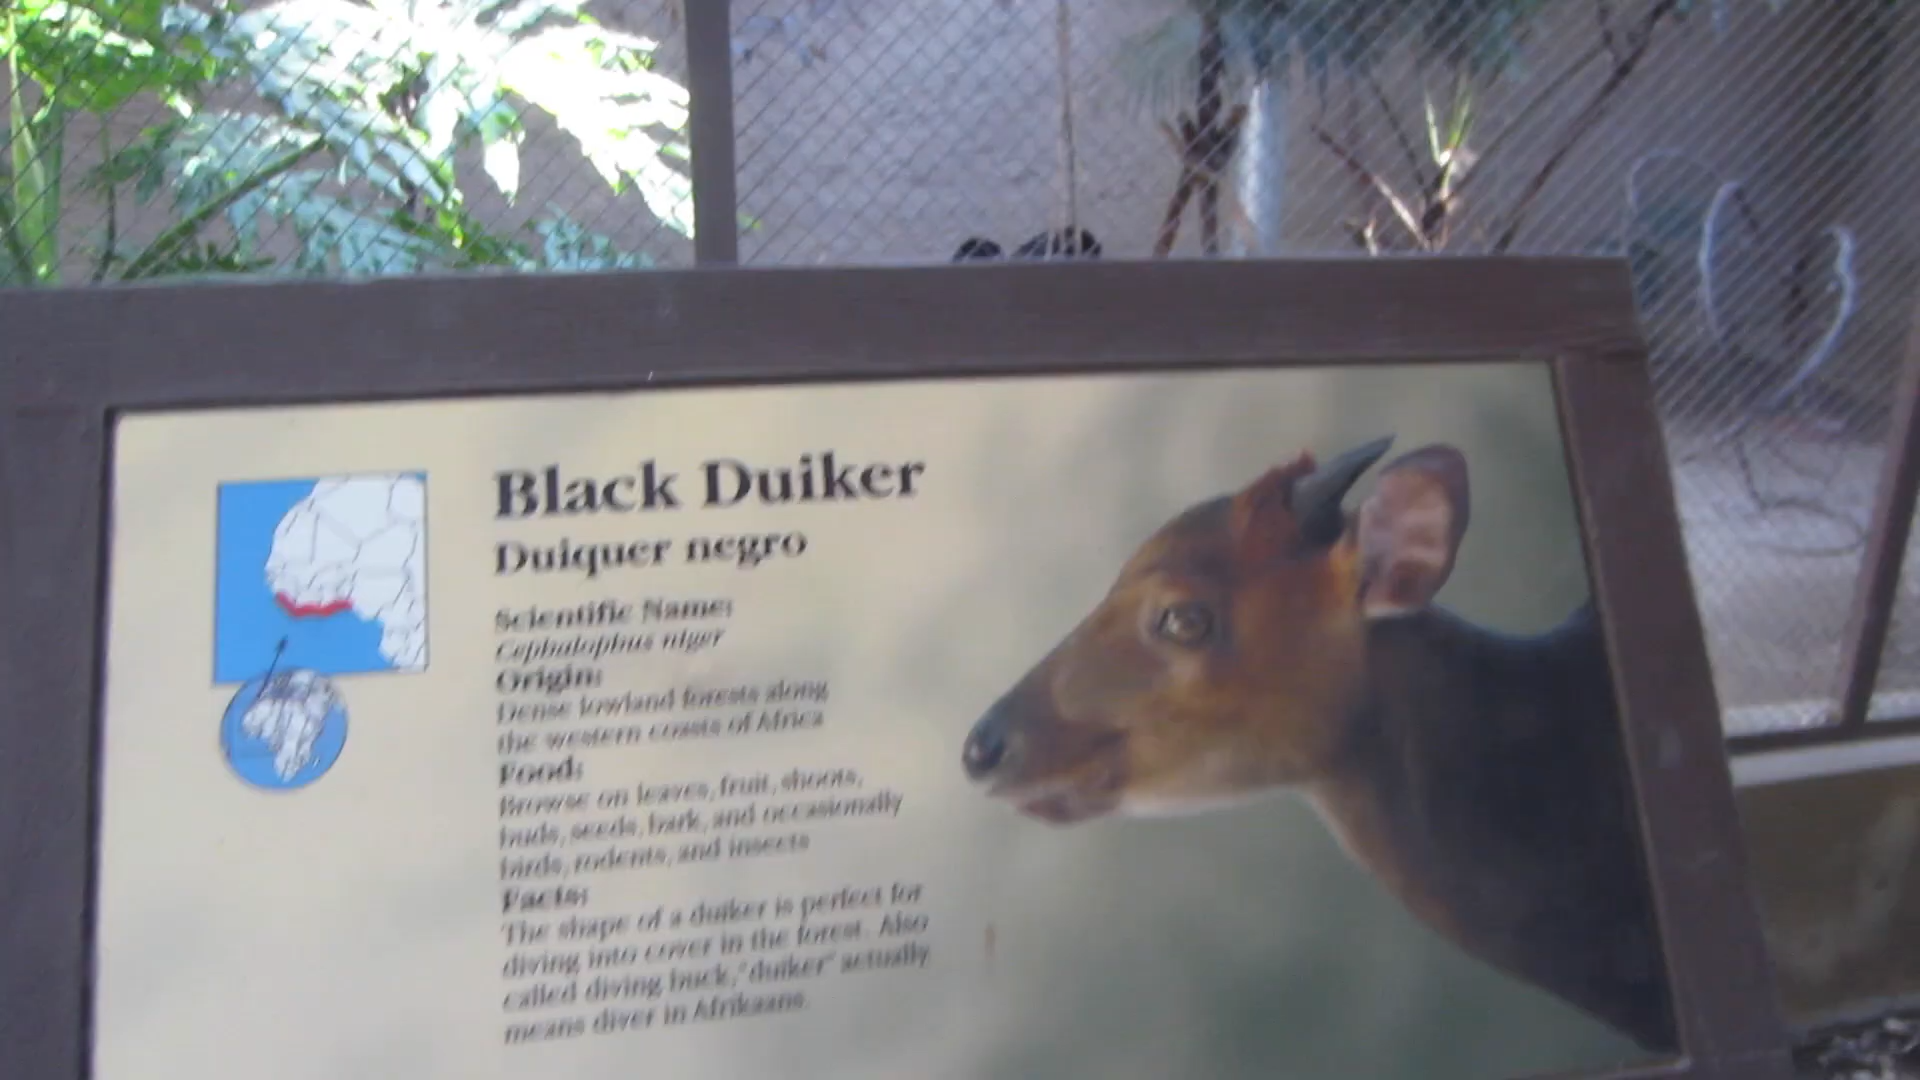 Black Duiker
Duiquer negro
Scientific Name:
Cephalophus niger
Origin:
Dense lowland forests along
the western coasts of Africa
Food:
Browse on leaves, fruit, shoots,
buds, seeds, bark, and occasionally
birds, rodents, and insects
Facts:
The shape of a duiker is perfect for
diving into cover in the forest. Also
called diving buck, "duiker" actually
means diver in Afrikaans.